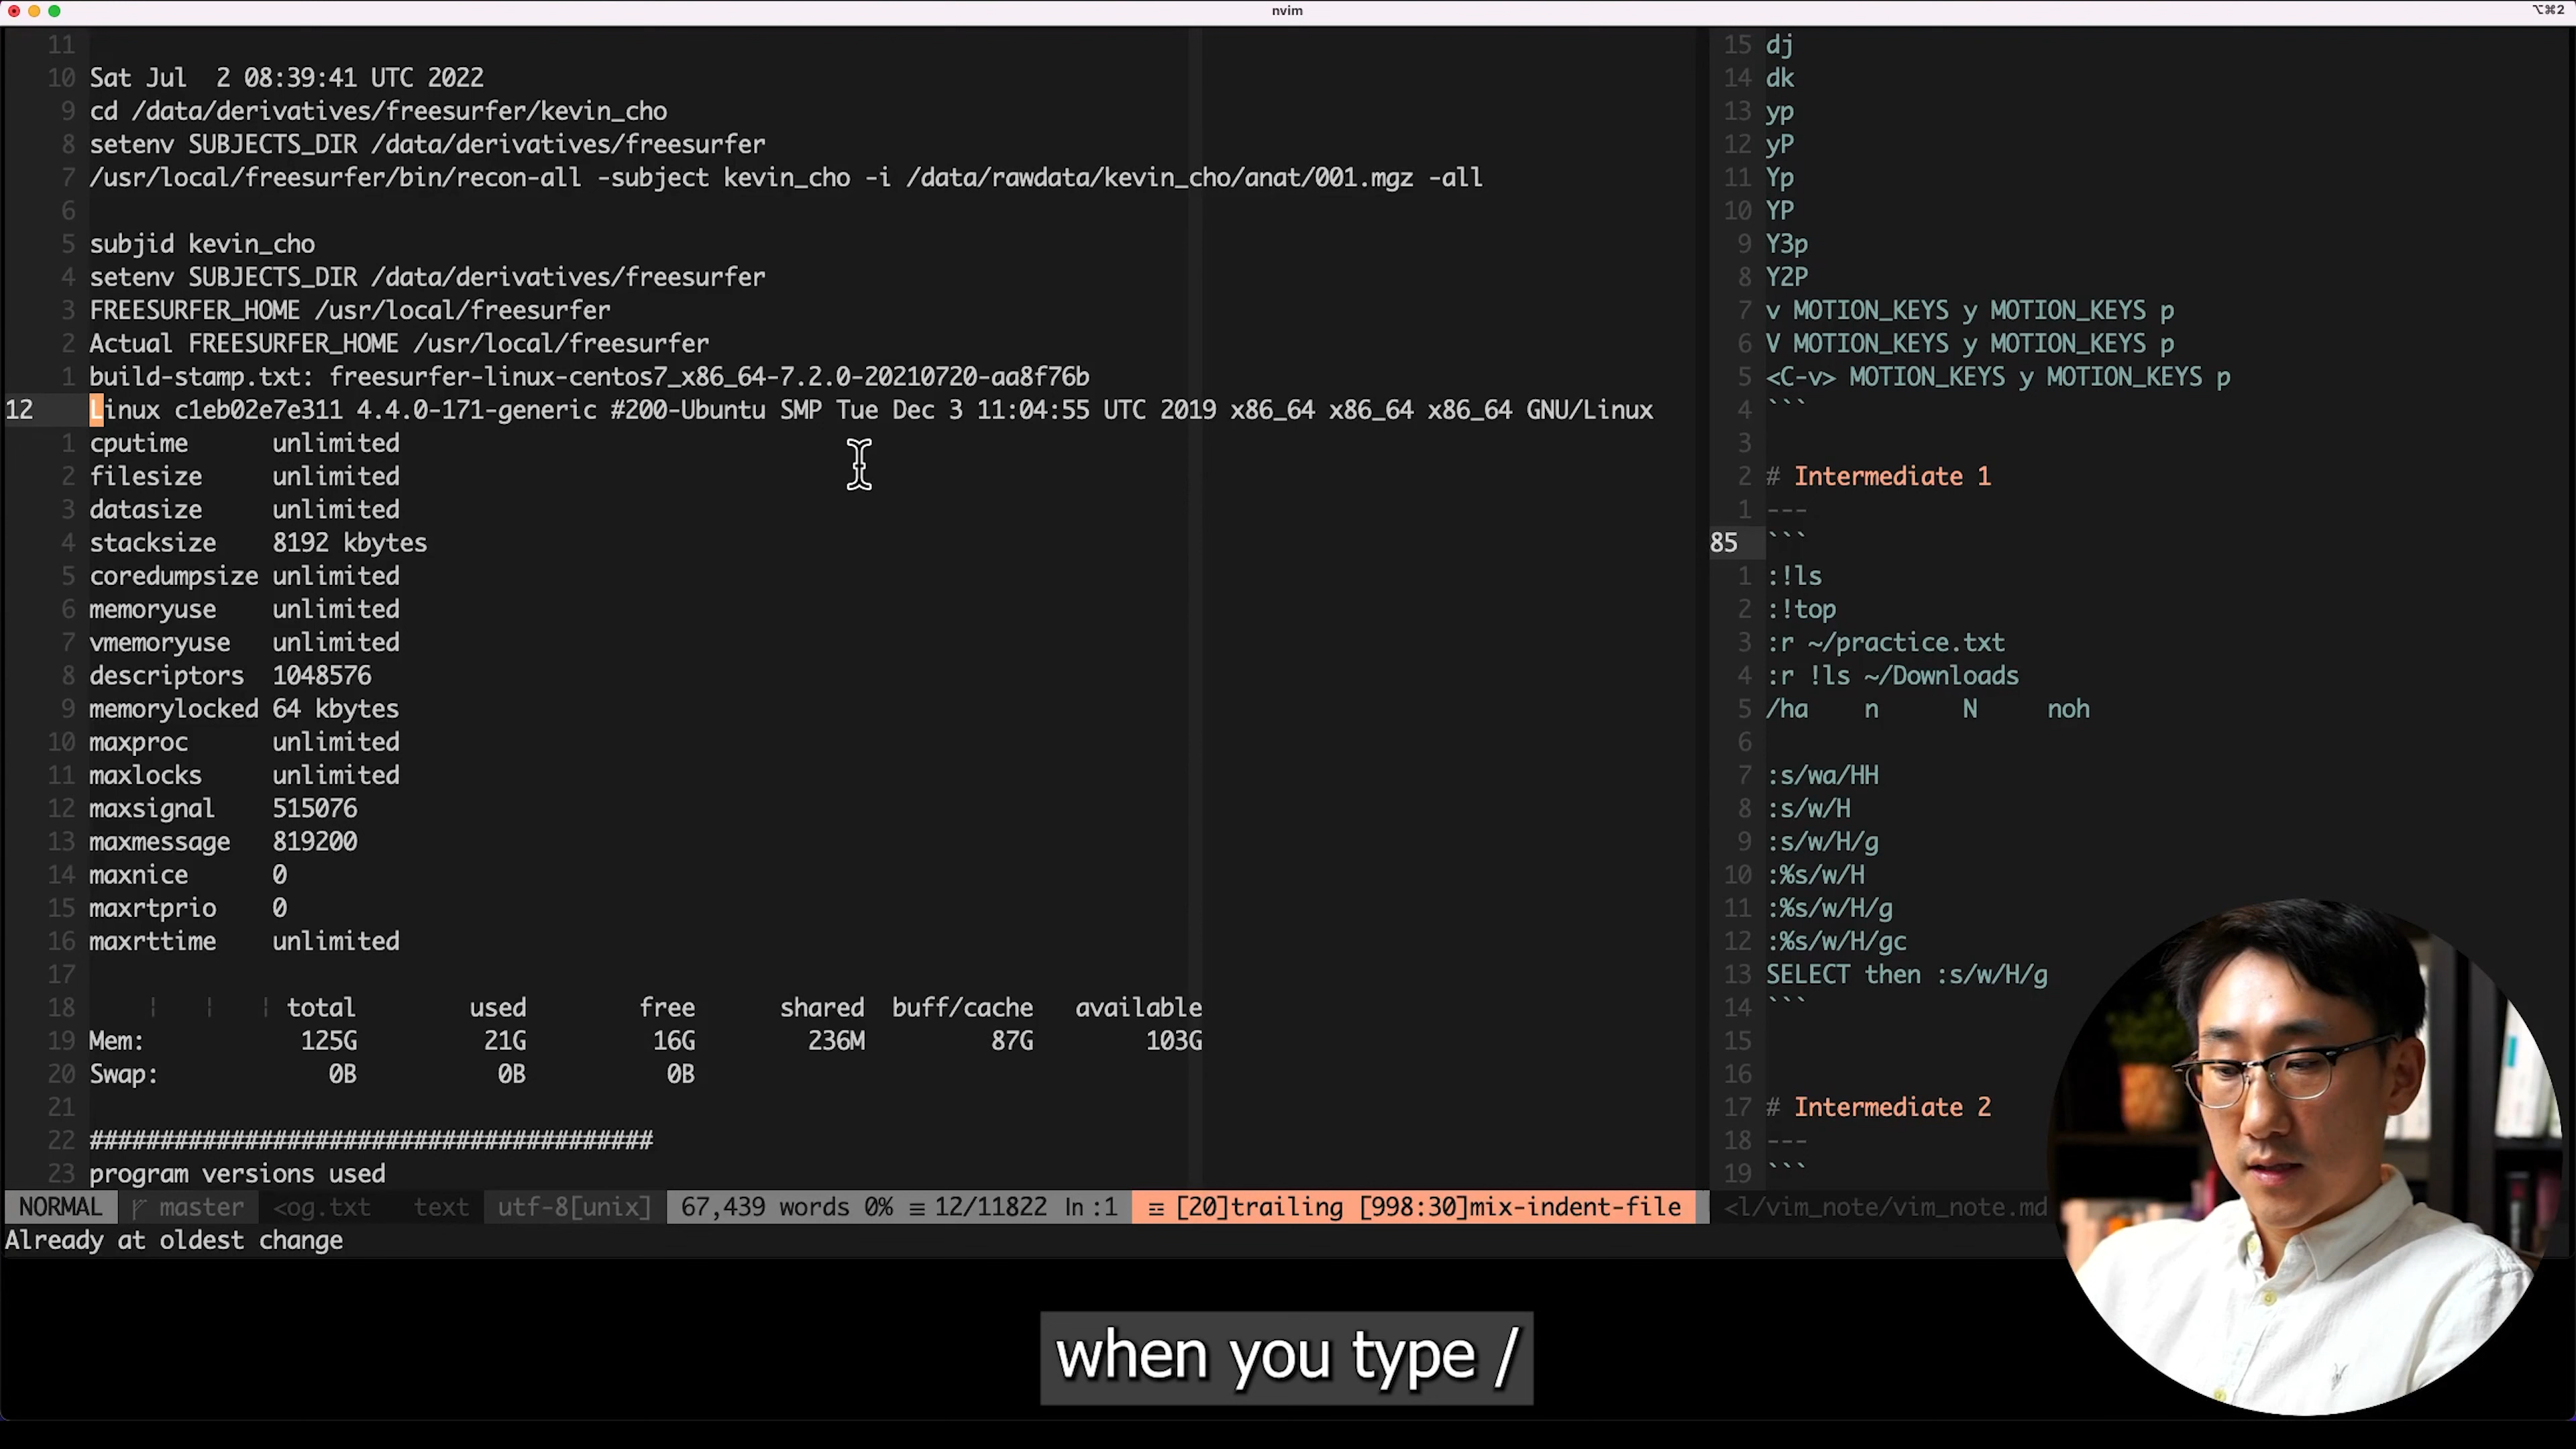 nvim
⌥⌘2
11
10 Sat Jul  2 08:39:41 UTC 2022
9 cd /data/derivatives/freesurfer/kevin_cho
8 setenv SUBJECTS_DIR /data/derivatives/freesurfer
7 /usr/local/freesurfer/bin/recon-all -subject kevin_cho -i /data/rawdata/kevin_cho/anat/001.mgz -all
6
5 subjid kevin_cho
4 setenv SUBJECTS_DIR /data/derivatives/freesurfer
3 FREESURFER_HOME /usr/local/freesurfer
2 Actual FREESURFER_HOME /usr/local/freesurfer
1 build-stamp.txt: freesurfer-linux-centos7_x86_64-7.2.0-20210720-aa8f76b
12 Linux c1eb02e7e311 4.4.0-171-generic #200-Ubuntu SMP Tue Dec 3 11:04:55 UTC 2019 x86_64 x86_64 x86_64 GNU/Linux
1 cputime      unlimited
2 filesize     unlimited
3 datasize     unlimited
4 stacksize    8192 kbytes
5 coredumpsize unlimited
6 memoryuse    unlimited
7 vmemoryuse   unlimited
8 descriptors  1048576
9 memorylocked 64 kbytes
10 maxproc      unlimited
11 maxlocks     unlimited
12 maxsignal    515076
13 maxmessage   819200
14 maxnice      0
15 maxrtprio    0
16 maxrttime    unlimited
17
18 total        used        free        shared  buff/cache   available
19 Mem:           125G         21G         16G        236M         87G        103G
20 Swap:            0B          0B          0B
21
22 ########################################
23 program versions used
NORMAL master <og.txt text utf-8[unix] 67,439 words 0% ≡ 12/11822 ln :1 ≡ [20]trailing [998:30]mix-indent-file
Already at oldest change
15 dj
14 dk
13 yp
12 yP
11 Yp
10 YP
9 Y3p
8 Y2P
7 v MOTION_KEYS y MOTION_KEYS p
6 V MOTION_KEYS y MOTION_KEYS p
5 <C-v> MOTION_KEYS y MOTION_KEYS p
4 ```
3
2 # Intermediate 1
1 ---
85 ```
1 :!ls
2 :!top
3 :r ~/practice.txt
4 :r !ls ~/Downloads
5 /ha    n      N     noh
6
7 :s/wa/HH
8 :s/w/H
9 :s/w/H/g
10 :%s/w/H
11 :%s/w/H/g
12 :%s/w/H/gc
13 SELECT then :s/w/H/g
14 ```
15
16
17 # Intermediate 2
18 ---
19 ```
<l/vim_note/vim_note.md
when you type /